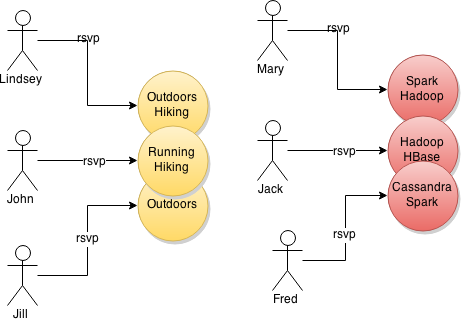 rsvp
Lindsey
Outdoors
Hiking
rsvp
John
Running
Hiking
Outdoors
rsvp
Jill
rsvp
Mary
Spark
Hadoop
rsvp
Jack
Hadoop
HBase
Cassandra
Spark
rsvp
Fred